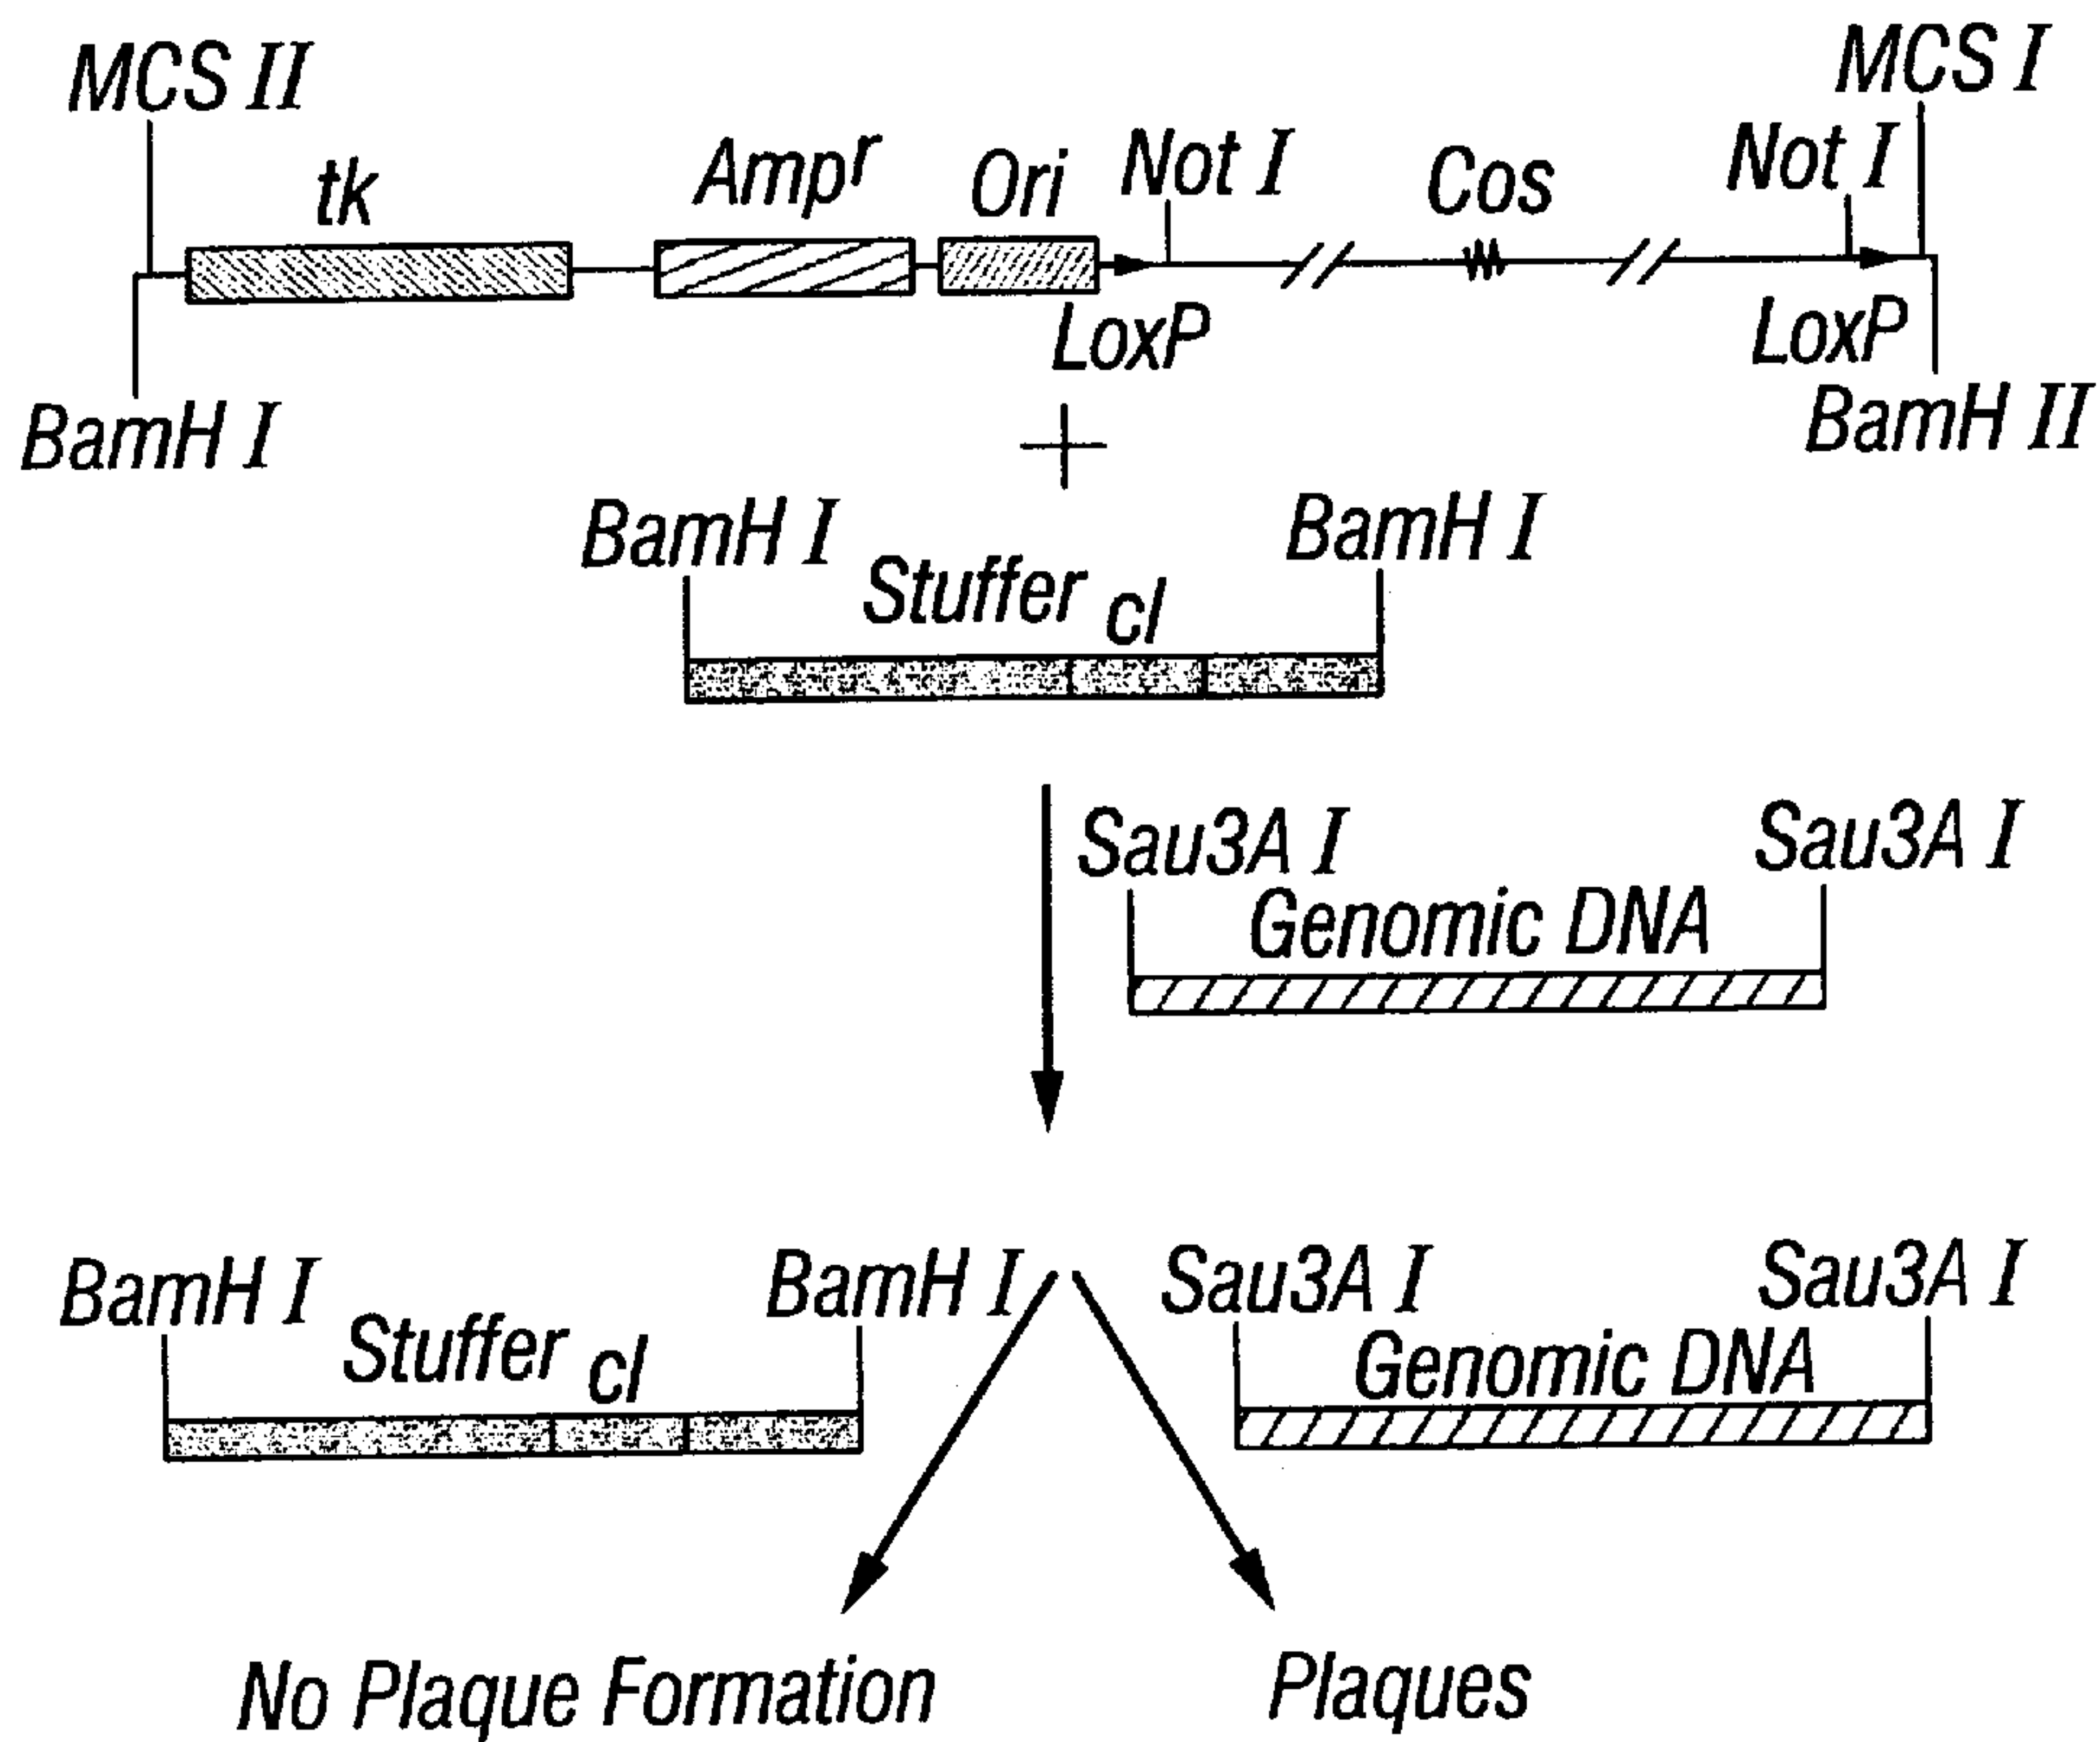 MCS II
MCS I
tk
Ampr
Ori
Not I
Cos
Not I
LoxP
LoxP
BamH I
BamH II
+
BamH I
BamH I
Stuffer cI
Sau3A I
Sau3A I
Genomic DNA
BamH I
BamH I
Sau3A I
Sau3A I
Stuffer cI
Genomic DNA
No Plaque Formation
Plaques